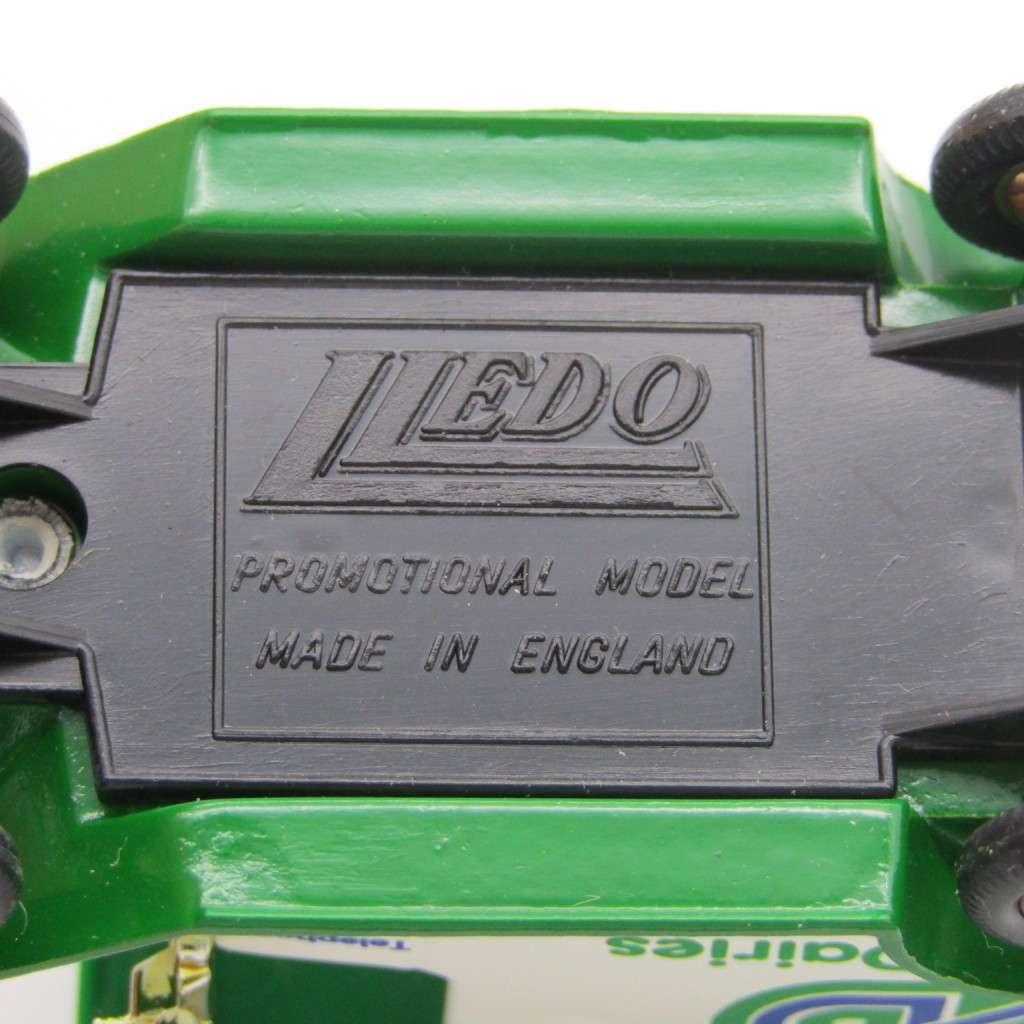 LLEDO
PROMOTIONAL MODEL
MADE IN ENGLAND
Dairies